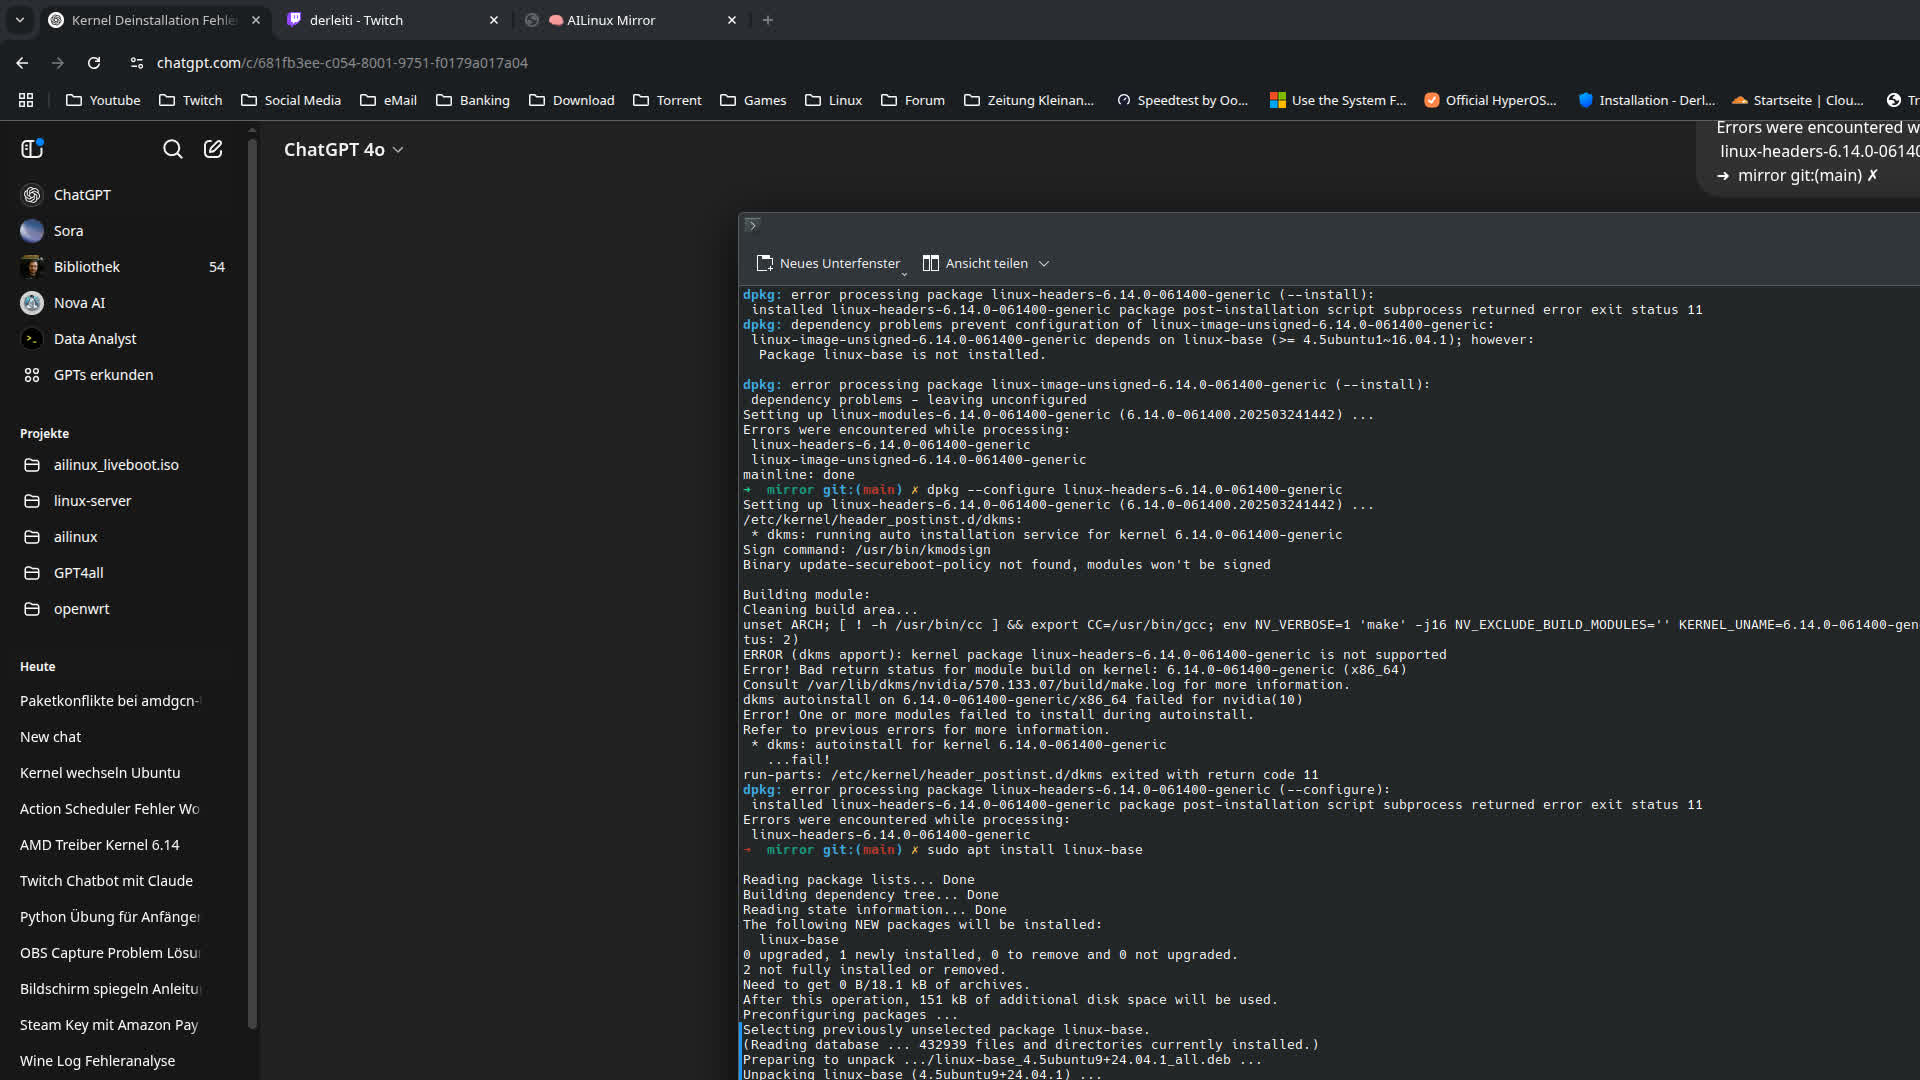 Kernel Deinstallation Fehle
derleiti - Twitch
AILinux Mirror
chatgpt.com/c/681fb3ee-c054-8001-9751-f0179a017a04
Youtube
Twitch
Social Media
eMail
Banking
Download
Torrent
Games
Linux
Forum
Zeitung Kleinan...
Speedtest by Oo...
Use the System F...
Official HyperOS...
Installation - Derl...
Startseite | Clou...
Tr
ChatGPT 4o
ChatGPT
Sora
Bibliothek 54
Nova AI
Data Analyst
GPTs erkunden
Projekte
ailinux_liveboot.iso
linux-server
ailinux
GPT4all
openwrt
Heute
Paketkonflikte bei amdgcn-
New chat
Kernel wechseln Ubuntu
Action Scheduler Fehler Wo
AMD Treiber Kernel 6.14
Twitch Chatbot mit Claude
Python Übung für Anfänger
OBS Capture Problem Lösu
Bildschirm spiegeln Anleitu
Steam Key mit Amazon Pay
Wine Log Fehleranalyse
Errors were encountered w
linux-headers-6.14.0-06140
➜ mirror git:(main) ✗
Neues Unterfenster
Ansicht teilen
dpkg: error processing package linux-headers-6.14.0-061400-generic (--install):
installed linux-headers-6.14.0-061400-generic package post-installation script subprocess returned error exit status 11
dpkg: dependency problems prevent configuration of linux-image-unsigned-6.14.0-061400-generic:
linux-image-unsigned-6.14.0-061400-generic depends on linux-base (>= 4.5ubuntu1~16.04.1); however:
Package linux-base is not installed.
dpkg: error processing package linux-image-unsigned-6.14.0-061400-generic (--install):
dependency problems - leaving unconfigured
Setting up linux-modules-6.14.0-061400-generic (6.14.0-061400.202503241442) ...
Errors were encountered while processing:
linux-headers-6.14.0-061400-generic
linux-image-unsigned-6.14.0-061400-generic
mainline: done
➜ mirror git:(main) ✗ dpkg --configure linux-headers-6.14.0-061400-generic
Setting up linux-headers-6.14.0-061400-generic (6.14.0-061400.202503241442) ...
/etc/kernel/header_postinst.d/dkms:
* dkms: running auto installation service for kernel 6.14.0-061400-generic
Sign command: /usr/bin/kmodsign
Binary update-secureboot-policy not found, modules won't be signed
Building module:
Cleaning build area...
unset ARCH; [ ! -h /usr/bin/cc ] && export CC=/usr/bin/gcc; env NV_VERBOSE=1 'make' -j16 NV_EXCLUDE_BUILD_MODULES='' KERNEL_UNAME=6.14.0-061400-gen
tus: 2)
ERROR (dkms apport): kernel package linux-headers-6.14.0-061400-generic is not supported
Error! Bad return status for module build on kernel: 6.14.0-061400-generic (x86_64)
Consult /var/lib/dkms/nvidia/570.133.07/build/make.log for more information.
dkms autoinstall on 6.14.0-061400-generic/x86_64 failed for nvidia(10)
Error! One or more modules failed to install during autoinstall.
Refer to previous errors for more information.
* dkms: autoinstall for kernel 6.14.0-061400-generic
...fail!
run-parts: /etc/kernel/header_postinst.d/dkms exited with return code 11
dpkg: error processing package linux-headers-6.14.0-061400-generic (--configure):
installed linux-headers-6.14.0-061400-generic package post-installation script subprocess returned error exit status 11
Errors were encountered while processing:
linux-headers-6.14.0-061400-generic
➜ mirror git:(main) ✗ sudo apt install linux-base
Reading package lists... Done
Building dependency tree... Done
Reading state information... Done
The following NEW packages will be installed:
linux-base
0 upgraded, 1 newly installed, 0 to remove and 0 not upgraded.
2 not fully installed or removed.
Need to get 0 B/18.1 kB of archives.
After this operation, 151 kB of additional disk space will be used.
Preconfiguring packages ...
Selecting previously unselected package linux-base.
(Reading database ... 432939 files and directories currently installed.)
Preparing to unpack .../linux-base_4.5ubuntu9+24.04.1_all.deb ...
Unpacking linux-base (4.5ubuntu9+24.04.1) ...